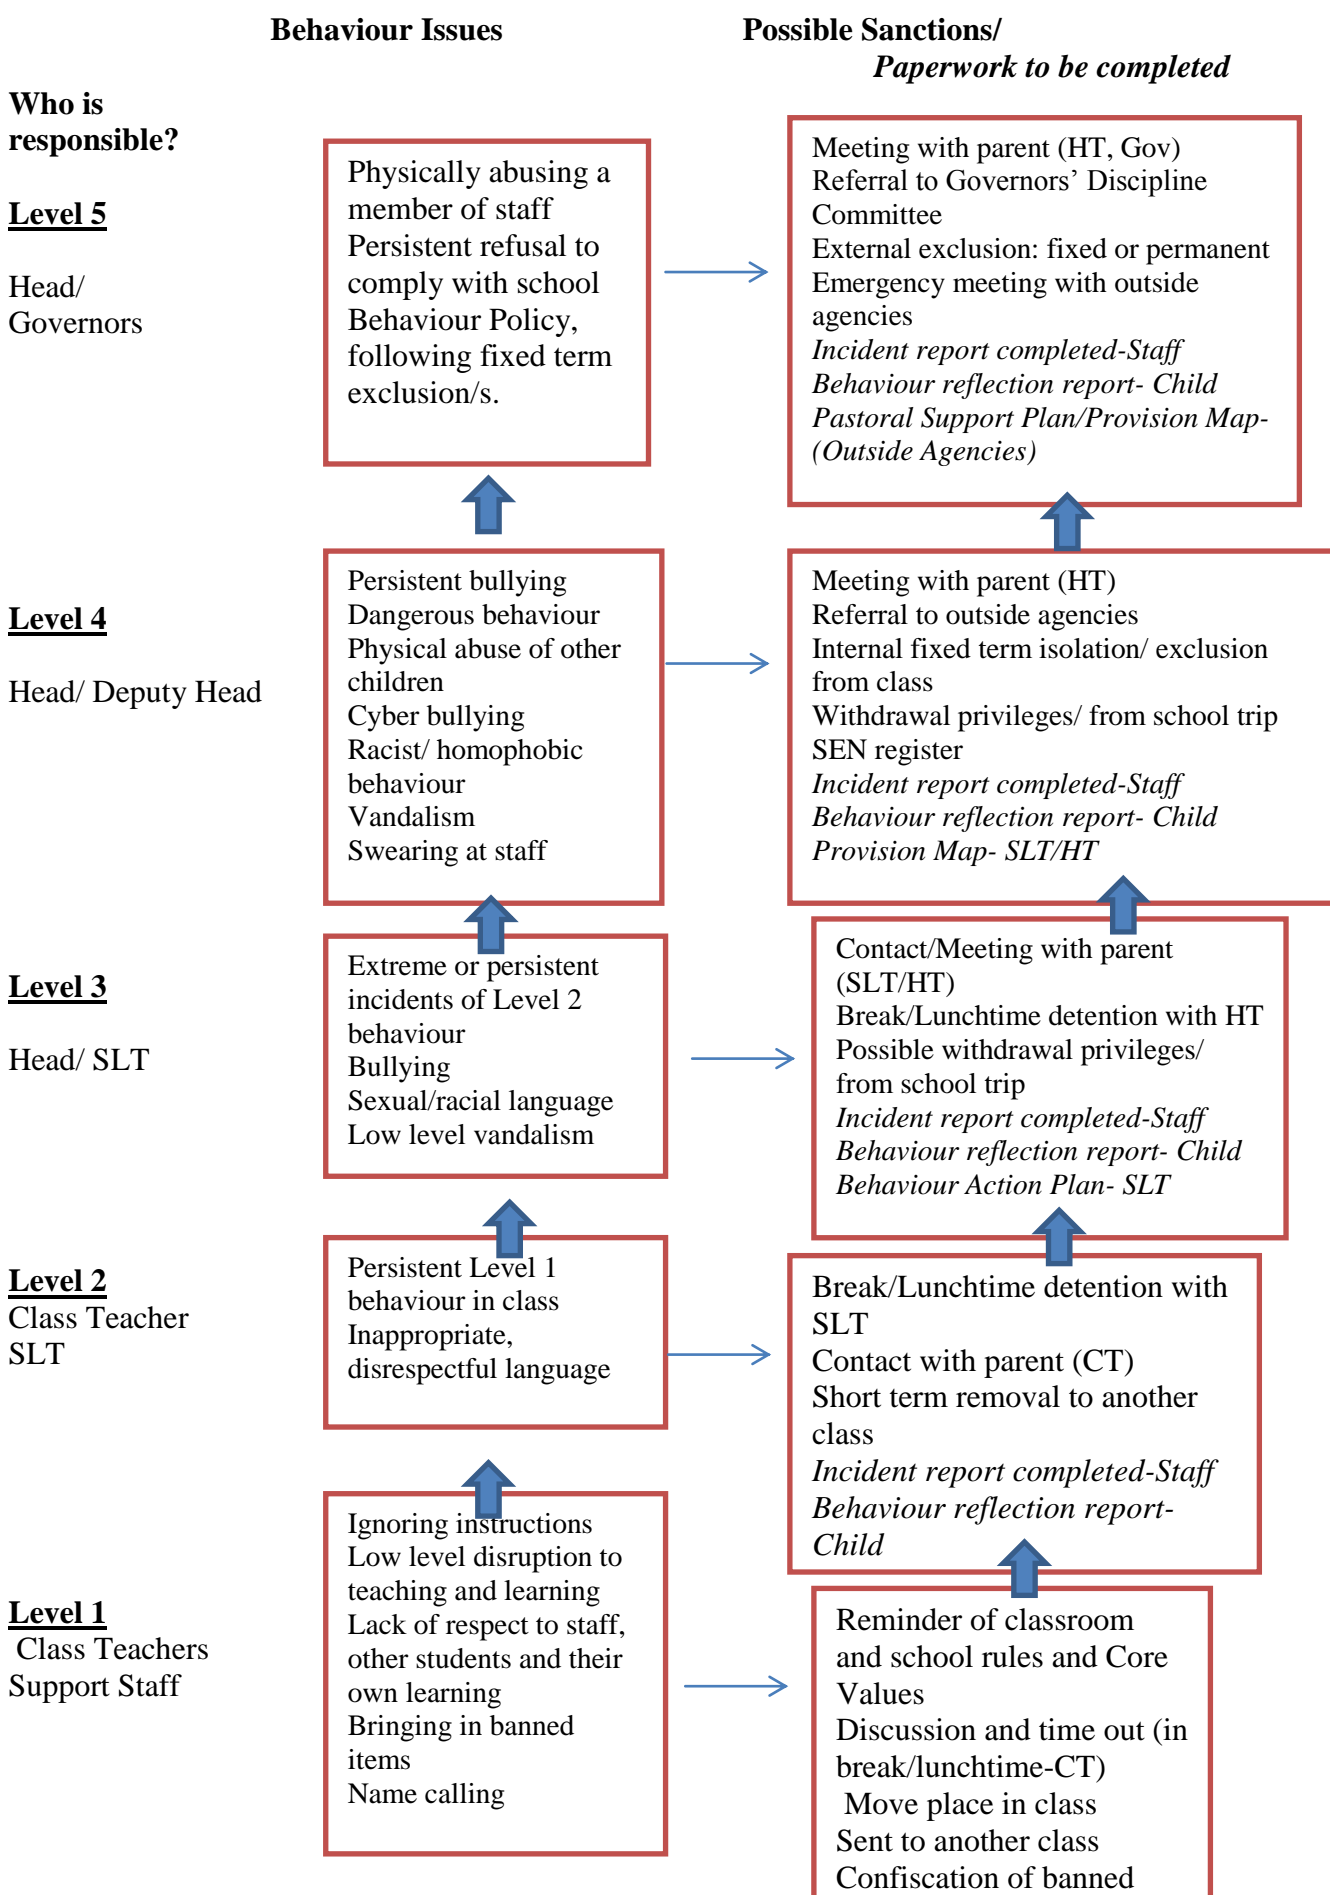 Behaviour Issues
Possible Sanctions/
Paperwork to be completed
Who is
responsible?
Level 5
Head/
Governors
Physically abusing a
member of staff
Persistent refusal to
comply with school
Behaviour Policy,
following fixed term
exclusion/s.
Meeting with parent (HT, Gov)
Referral to Governors’ Discipline
Committee
External exclusion: fixed or permanent
Emergency meeting with outside
agencies
Incident report completed-Staff
Behaviour reflection report- Child
Pastoral Support Plan/Provision Map-
(Outside Agencies)
Level 4
Head/ Deputy Head
Persistent bullying
Dangerous behaviour
Physical abuse of other
children
Cyber bullying
Racist/ homophobic
behaviour
Vandalism
Swearing at staff
Meeting with parent (HT)
Referral to outside agencies
Internal fixed term isolation/ exclusion
from class
Withdrawal privileges/ from school trip
SEN register
Incident report completed-Staff
Behaviour reflection report- Child
Provision Map- SLT/HT
Level 3
Head/ SLT
Extreme or persistent
incidents of Level 2
behaviour
Bullying
Sexual/racial language
Low level vandalism
Contact/Meeting with parent
(SLT/HT)
Break/Lunchtime detention with HT
Possible withdrawal privileges/
from school trip
Incident report completed-Staff
Behaviour reflection report- Child
Behaviour Action Plan- SLT
Level 2
Class Teacher
SLT
Persistent Level 1
behaviour in class
Inappropriate,
disrespectful language
Break/Lunchtime detention with
SLT
Contact with parent (CT)
Short term removal to another
class
Incident report completed-Staff
Behaviour reflection report-
Child
Level 1
Class Teachers
Support Staff
Ignoring instructions
Low level disruption to
teaching and learning
Lack of respect to staff,
other students and their
own learning
Bringing in banned
items
Name calling
Reminder of classroom
and school rules and Core
Values
Discussion and time out (in
break/lunchtime-CT)
Move place in class
Sent to another class
Confiscation of banned